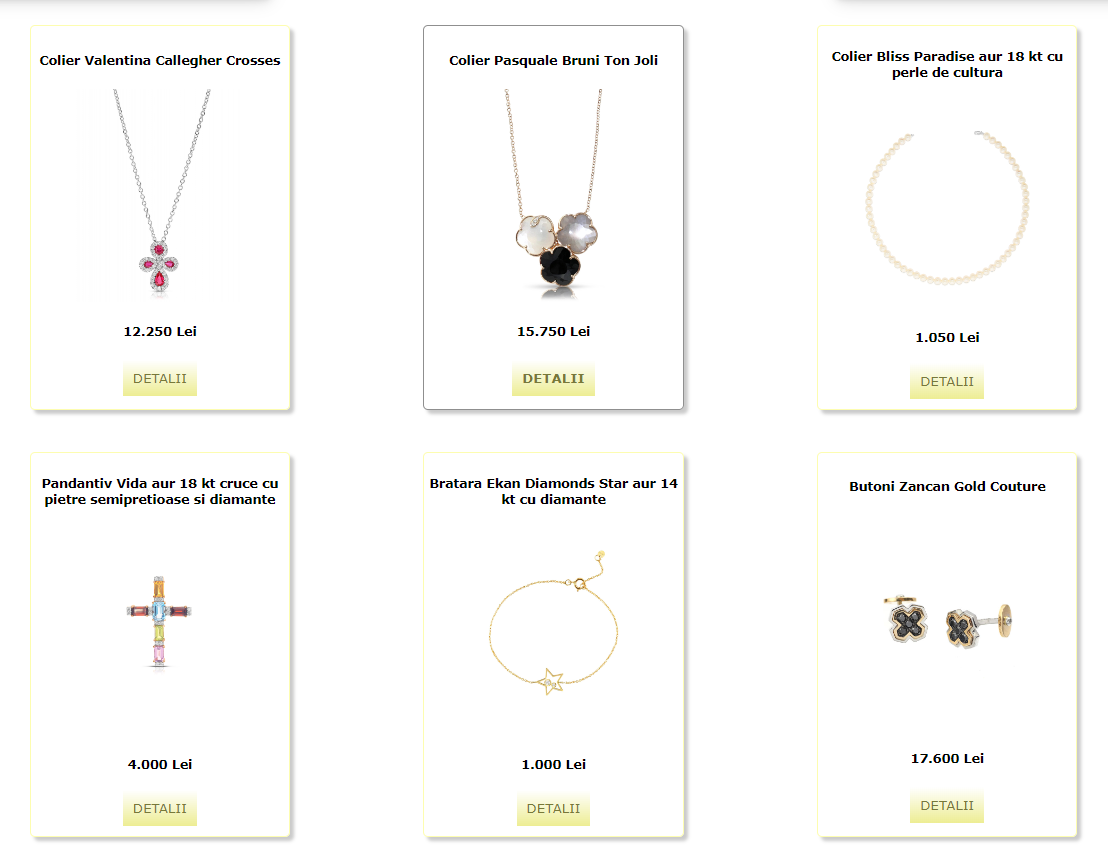 Colier Valentina Callegher Crosses
12.250 Lei
DETALII
Colier Pasquale Bruni Ton Joli
15.750 Lei
DETALII
Colier Bliss Paradise aur 18 kt cu
perle de cultura
1.050 Lei
DETALII
Pandantiv Vida aur 18 kt cruce cu
pietre semipretioase si diamante
4.000 Lei
DETALII
Bratara Ekan Diamonds Star aur 14
kt cu diamante
1.000 Lei
DETALII
Butoni Zancan Gold Couture
17.600 Lei
DETALII